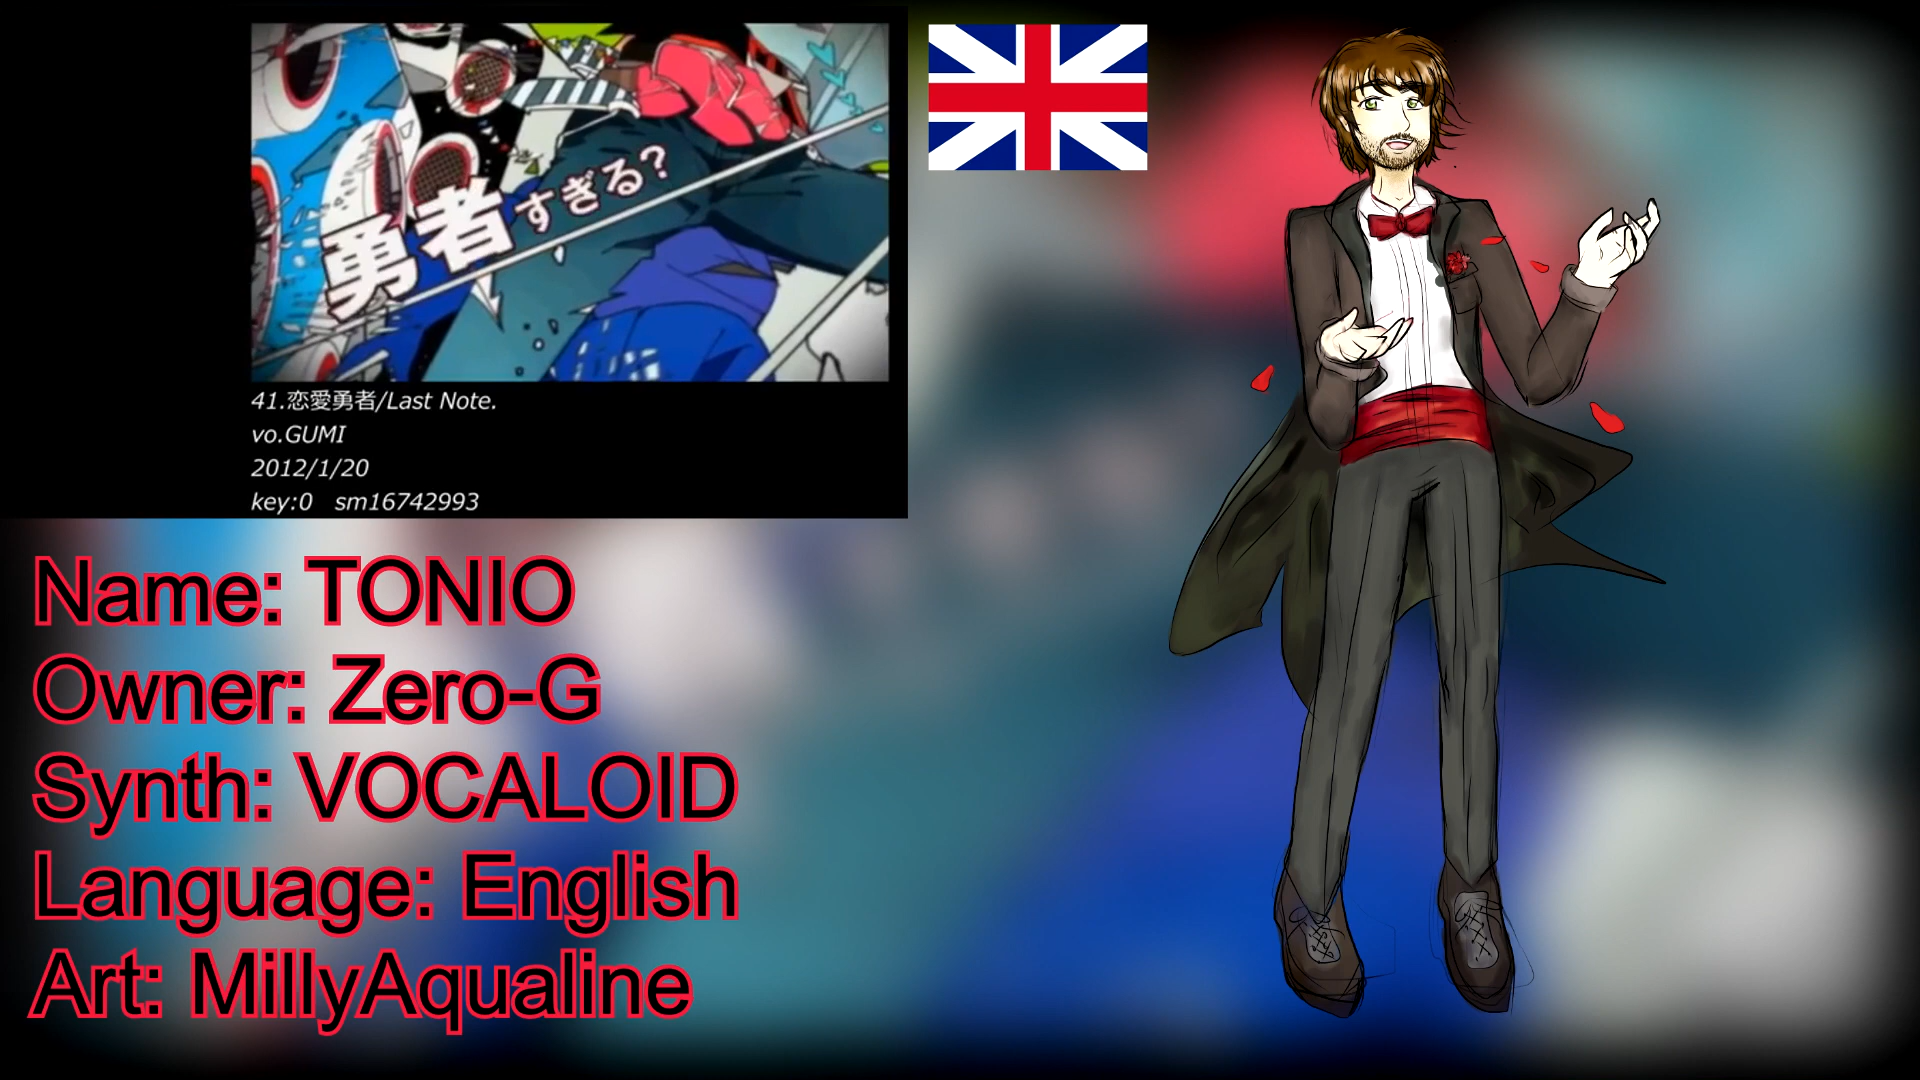 勇者すぎる?
41.恋愛勇者/Last Note.
vo.GUMI
2012/1/20
key:0 sm16742993
Name: TONIO
Owner: Zero-G
Synth: VOCALOID
Language: English
Art: MillyAqualine